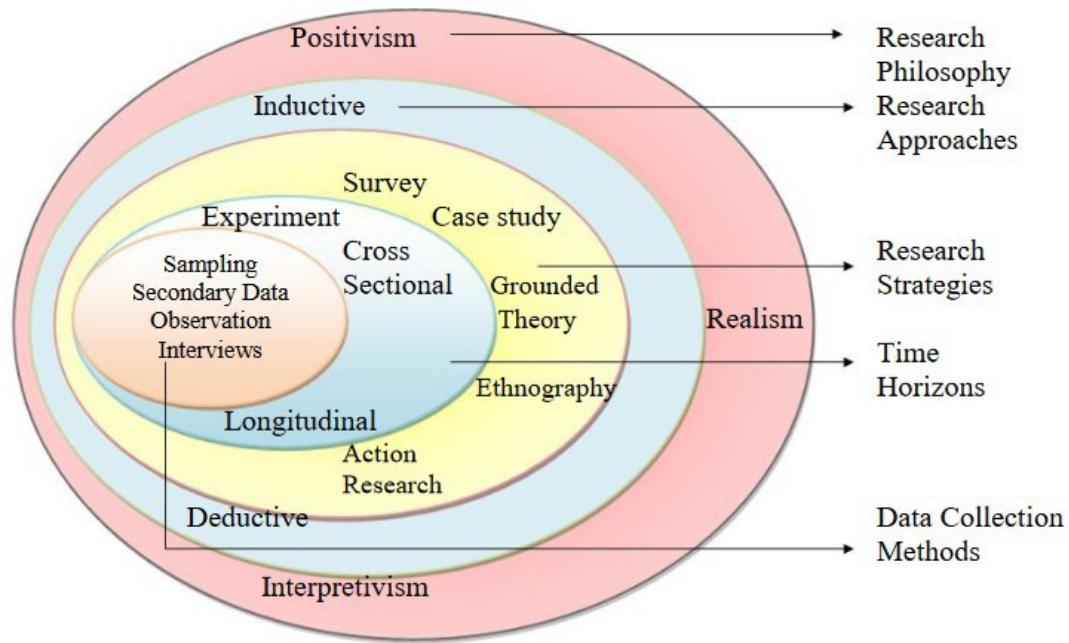 Positivism
Research
Philosophy
Inductive
Research
Approaches
Survey
Experiment
Case study
Cross
Sectional
Sampling
Secondary Data
Observation
Interviews
Grounded
Theory
Research
Strategies
Realism
Time
Horizons
Ethnography
Longitudinal
Action
Research
Deductive
Data Collection
Methods
Interpretivism